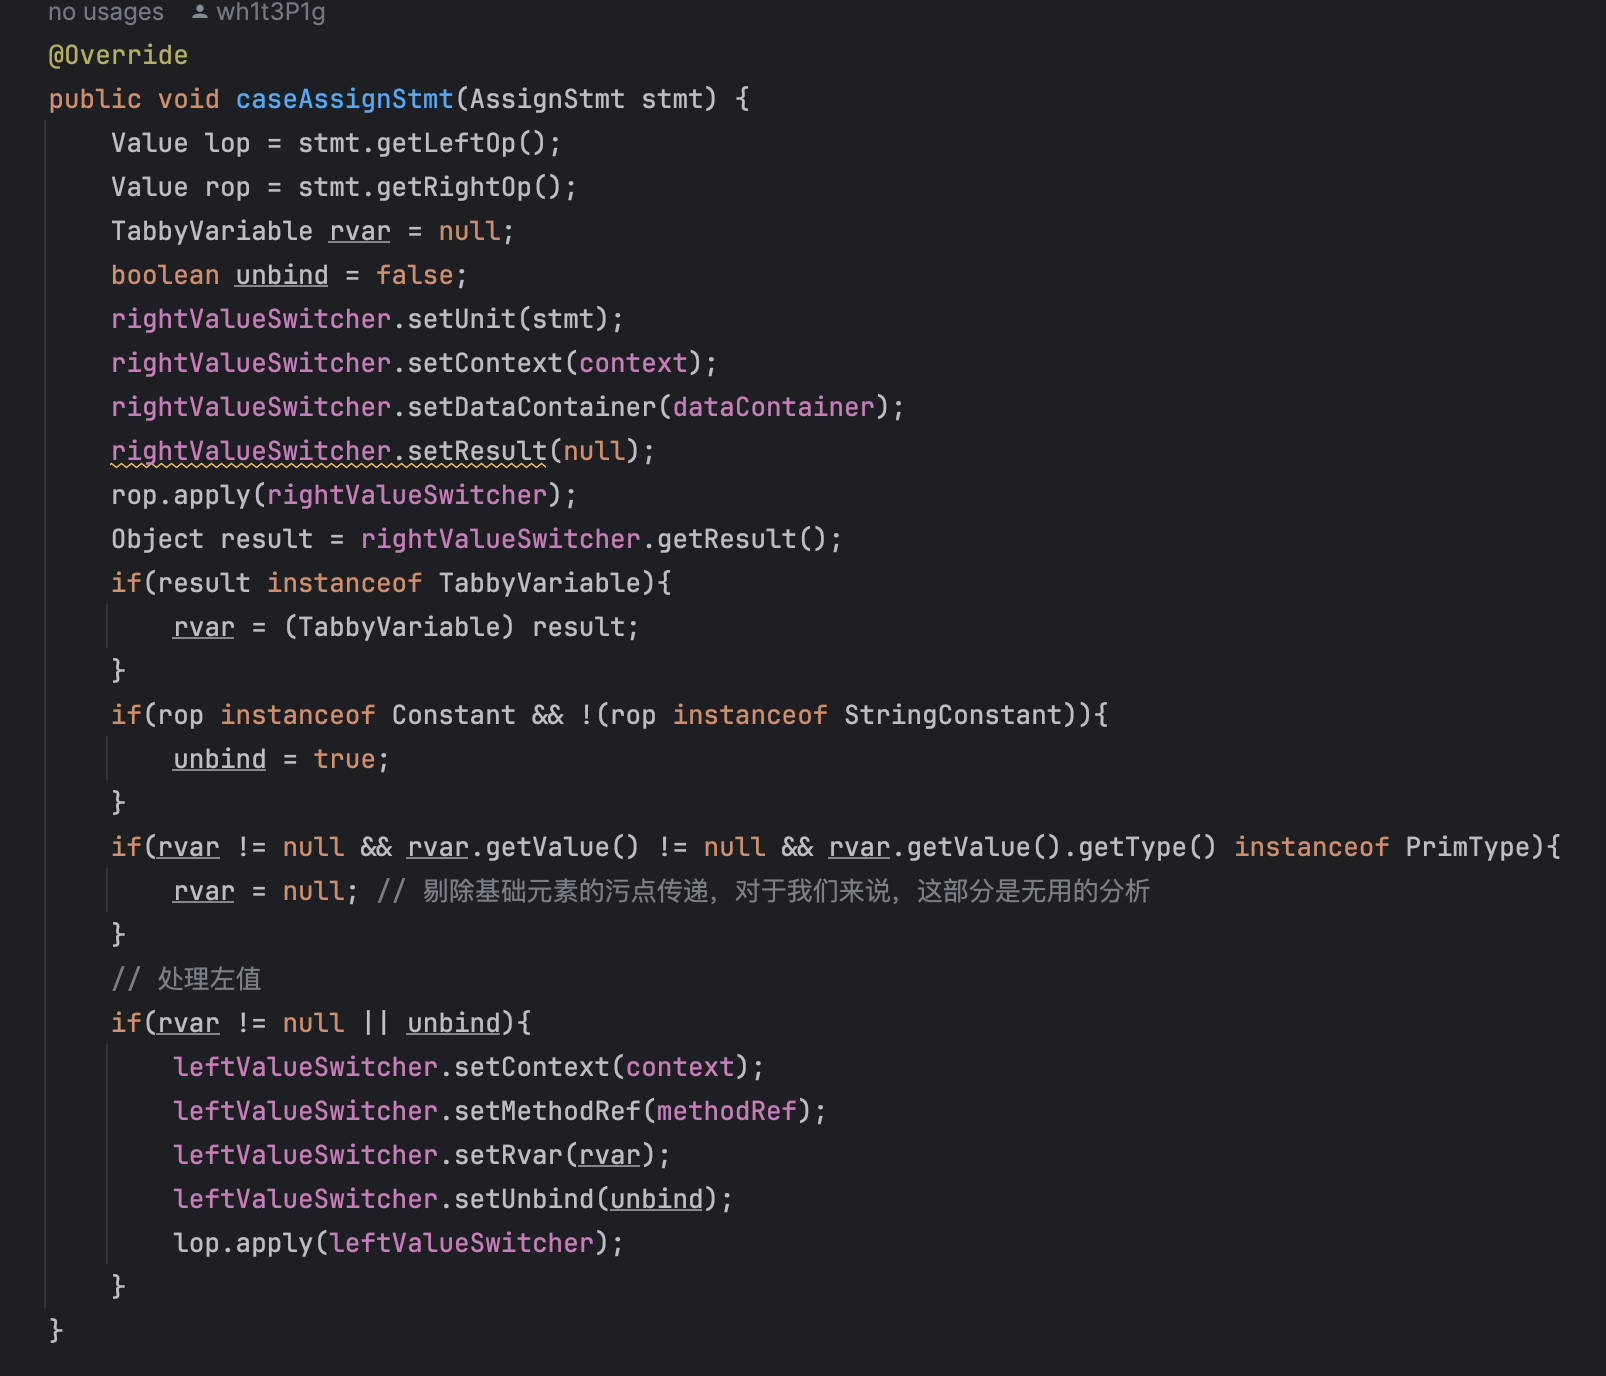 no usages wh1t3P1g
@Override
public void caseAssignStmt(AssignStmt stmt) {
    Value lop = stmt.getLeftOp();
    Value rop = stmt.getRightOp();
    TabbyVariable rvar = null;
    boolean unbind = false;
    rightValueSwitcher.setUnit(stmt);
    rightValueSwitcher.setContext(context);
    rightValueSwitcher.setDataContainer(dataContainer);
    rightValueSwitcher.setResult(null);
    rop.apply(rightValueSwitcher);
    Object result = rightValueSwitcher.getResult();
    if(result instanceof TabbyVariable){
        rvar = (TabbyVariable) result;
    }
    if(rop instanceof Constant && !(rop instanceof StringConstant)){
        unbind = true;
    }
    if(rvar != null && rvar.getValue() != null && rvar.getValue().getType() instanceof PrimType){
        rvar = null; // 剔除基础元素的污点传递，对于我们来说，这部分是无用的分析
    }
    // 处理左值
    if(rvar != null || unbind){
        leftValueSwitcher.setContext(context);
        leftValueSwitcher.setMethodRef(methodRef);
        leftValueSwitcher.setRvar(rvar);
        leftValueSwitcher.setUnbind(unbind);
        lop.apply(leftValueSwitcher);
    }
}